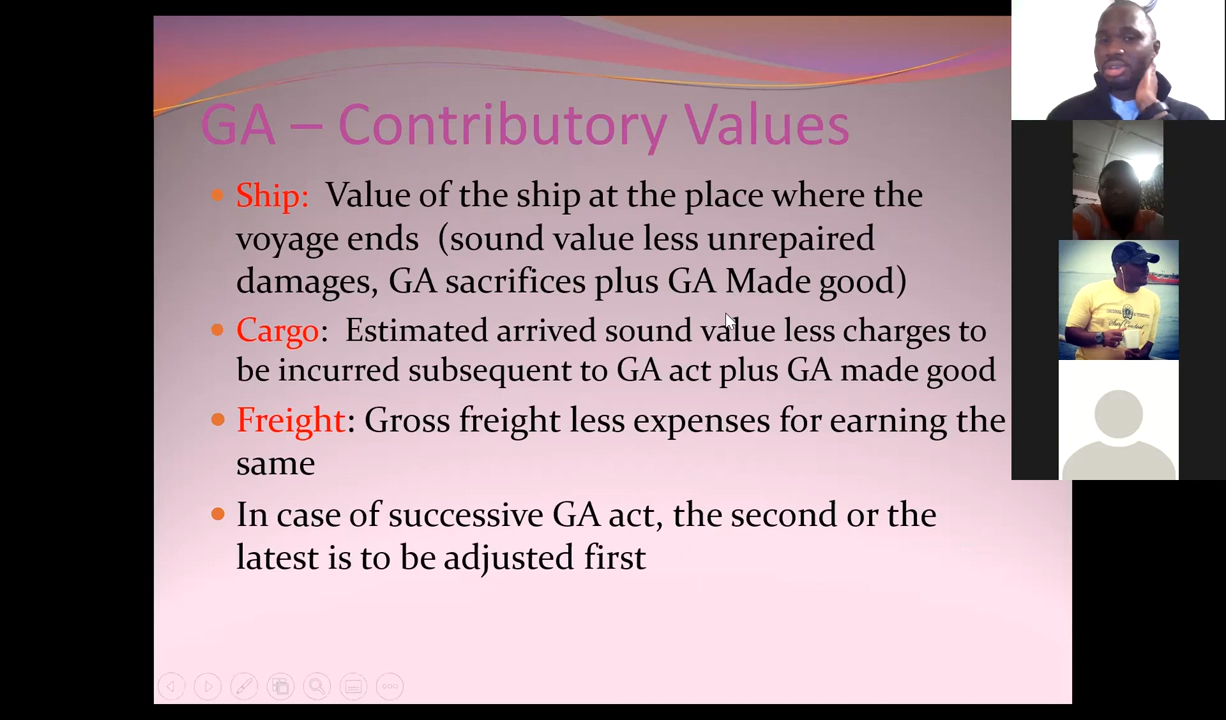 GA – Contributory Values
Ship: Value of the ship at the place where the
voyage ends (sound value less unrepaired
damages, GA sacrifices plus GA Made good)
Cargo: Estimated arrived sound value less charges to
be incurred subsequent to GA act plus GA made good
Freight: Gross freight less expenses for earning the
same
In case of successive GA act, the second or the
latest is to be adjusted first